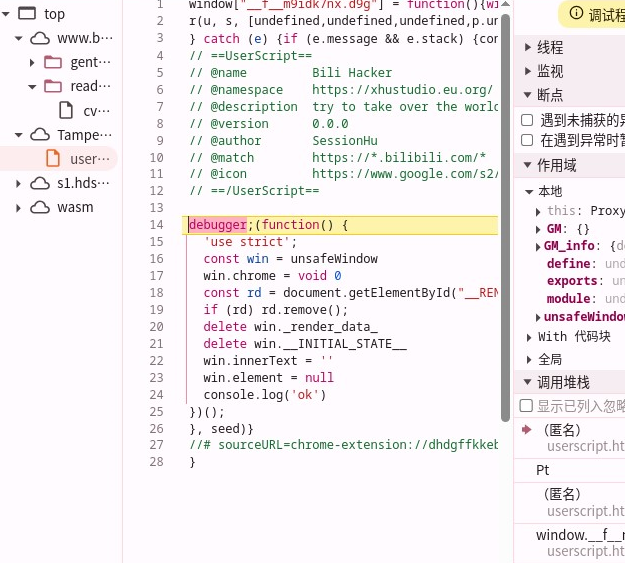 top
www.b…
gent…
read…
cv…
Tampe…
user…
s1.hds…
wasm
1 window["__f__m9idk7nx.d9g"] = function(){wi
2 r(u, s, [undefined,undefined,undefined,p.un
3 } catch (e) {if (e.message && e.stack) {con
4 // ==UserScript==
5 // @name Bili Hacker
6 // @namespace https://xhustudio.eu.org/
7 // @description try to take over the world
8 // @version 0.0.0
9 // @author SessionHu
10 // @match https://*.bilibili.com/*
11 // @icon https://www.google.com/s2/
12 // ==/UserScript==
13
14 debugger;(function() {
15 'use strict';
16 const win = unsafeWindow
17 win.chrome = void 0
18 const rd = document.getElementById("__REN
19 if (rd) rd.remove();
20 delete win._render_data_
21 delete win.__INITIAL_STATE__
22 win.innerText = ''
23 win.element = null
24 console.log('ok')
25 })();
26 }, seed)}
27 //# sourceURL=chrome-extension://dhdgffkkeb
28 }
调试程
线程
监视
断点
遇到未捕获的异
在遇到异常时暂
作用域
本地
this: Proxy
GM: {}
GM_info: {de
define: und
exports: un
module: und
unsafeWindow
With 代码块
全局
调用堆栈
显示已列入忽略
(匿名)
userscript.ht
Pt
(匿名)
userscript.ht
window.__f__
userscript.ht